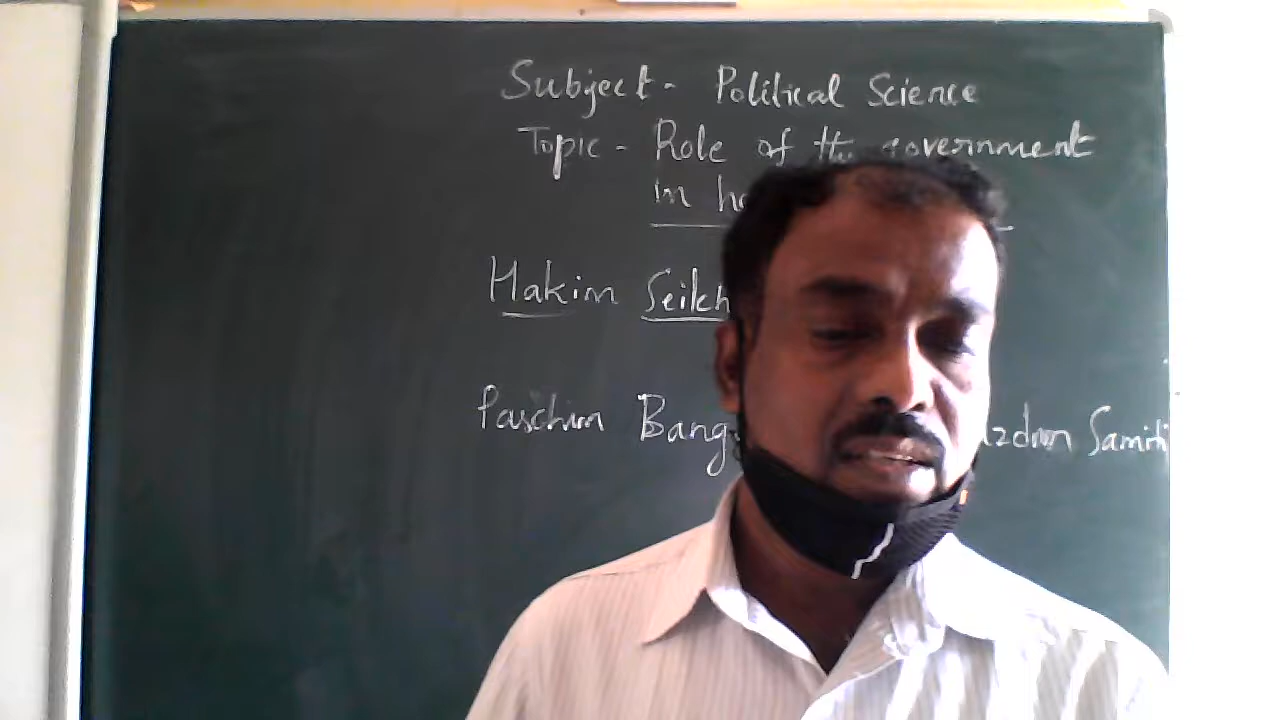 Subject - Political Science
Topic - Role of the government
in
Hakim
Paschim Samiti